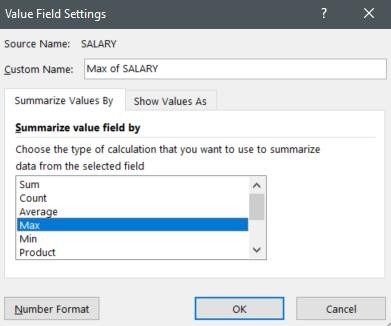 Value Field Settings ? ×
Source Name: SALARY
Custom Name: Max of SALARY
Summarize Values By Show Values As
Summarize value field by
Choose the type of calculation that you want to use to summarize
data from the selected field
Sum
Count
Average
Max
Min
Product
Number Format OK Cancel